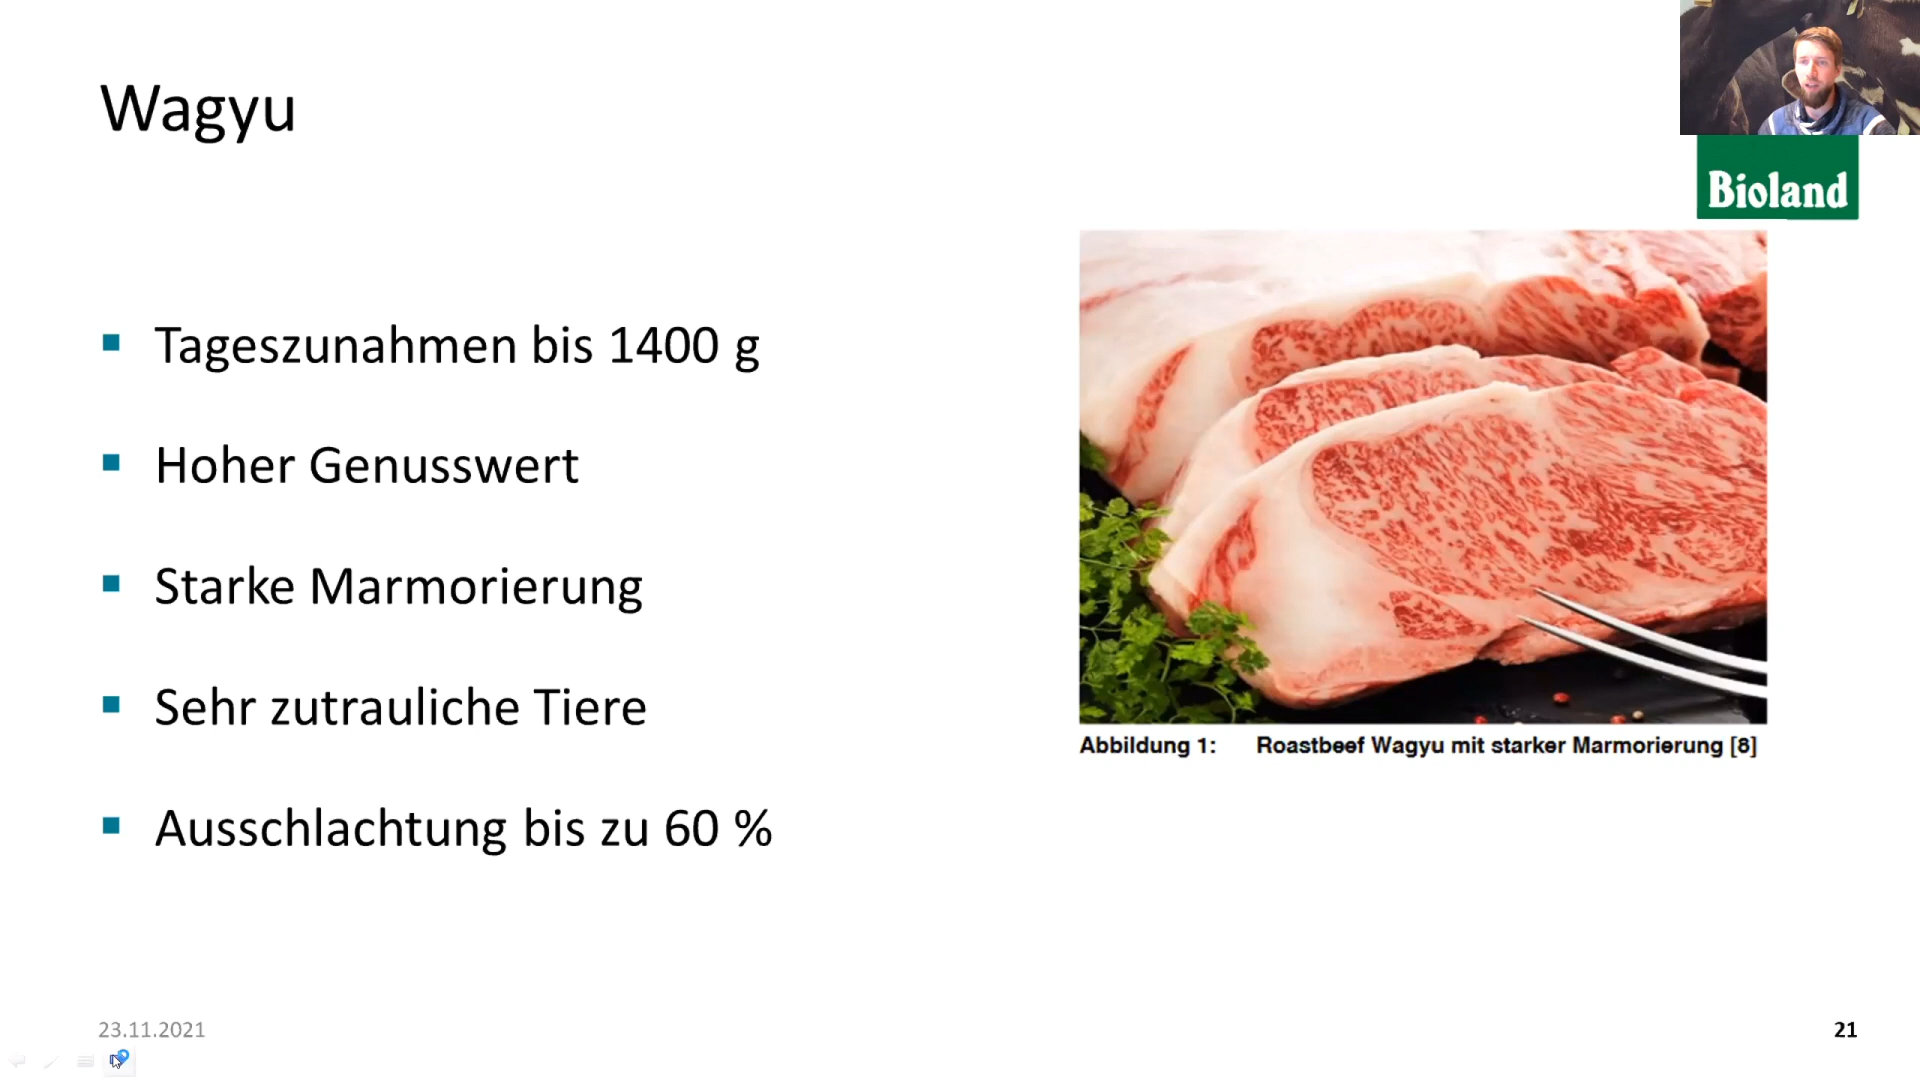 Wagyu
Bioland
Tageszunahmen bis 1400 g
Hoher Genusswert
Starke Marmorierung
Sehr zutrauliche Tiere
Ausschlachtung bis zu 60 %
Abbildung 1: Roastbeef Wagyu mit starker Marmorierung [8]
23.11.2021
21